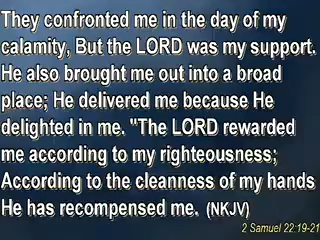 They confronted me in the day of my
calamity, But the LORD was my support.
He also brought me out into a broad
place; He delivered me because He
delighted in me. "The LORD rewarded
me according to my righteousness;
According to the cleanness of my hands
He has recompensed me. (NKJV)
2 Samuel 22:19-21